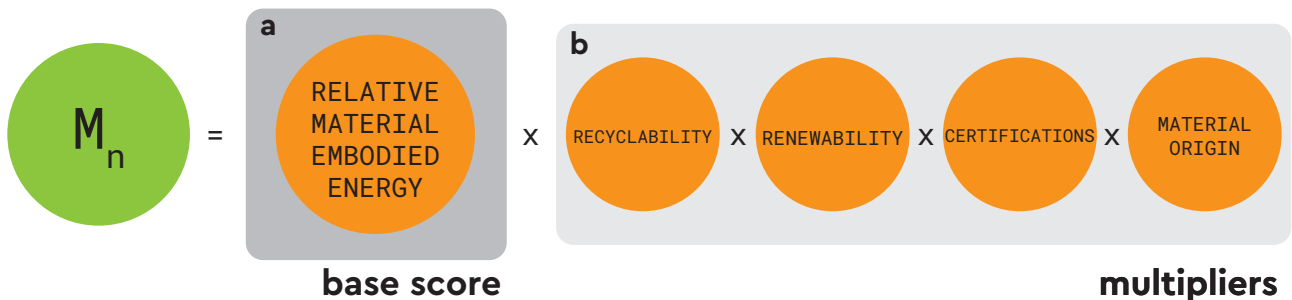 a
b
M n = RELATIVE MATERIAL EMBODIED ENERGY x RECYCLABILITY x RENEWABILITY x CERTIFICATIONS x MATERIAL ORIGIN
base score
multipliers